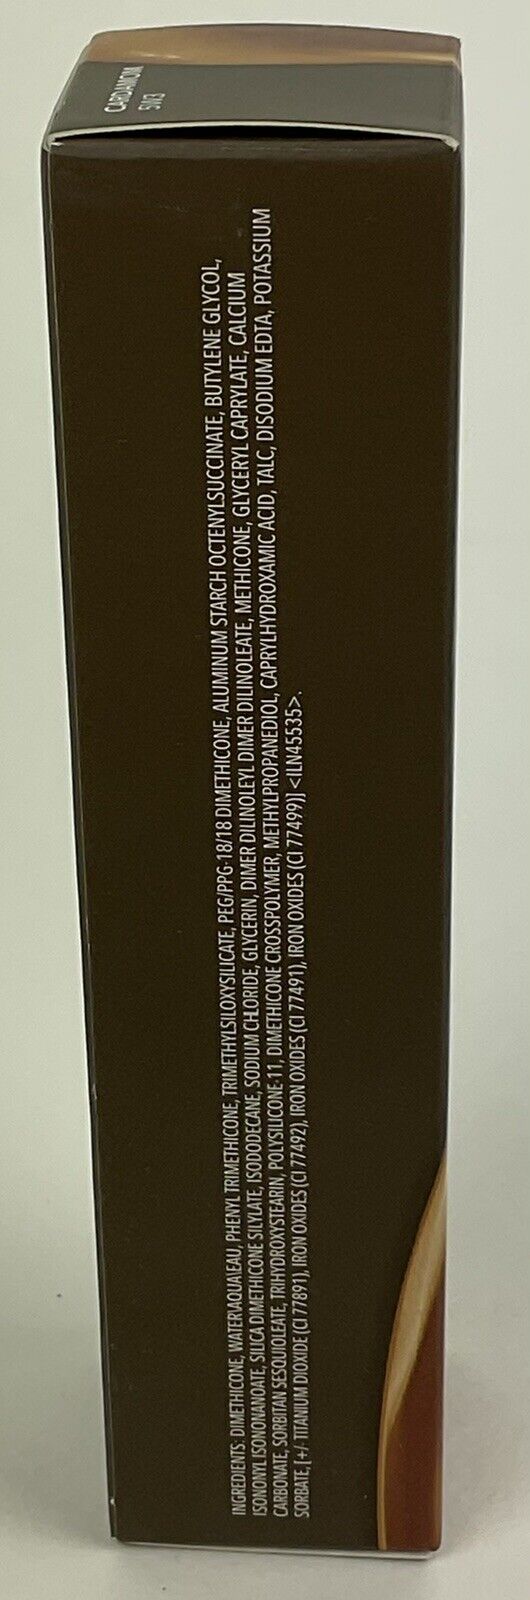 CARDAMOM
5W3
INGREDIENTS: DIMETHICONE, WATER\AQUA\EAU, PHENYL TRIMETHICONE, TRIMETHYLSILOXYSILICATE, PEG/PPG-18/18 DIMETHICONE, ALUMINUM STARCH OCTENYLSUCCINATE, BUTYLENE GLYCOL,
ISONONYL ISONONANOATE, SILICA DIMETHICONE SILYLATE, ISODODECANE, SODIUM CHLORIDE, GLYCERIN, DIMER DILINOLEYL DIMER DILINOLEATE, METHICONE, GLYCERYL CAPRYLATE, CALCIUM
CARBONATE, SORBITAN SESQUIOLEATE, TRIHYDROXYSTEARIN, POLYSILICONE-11, DIMETHICONE CROSSPOLYMER, METHYLPROPANEDIOL, CAPRYLHYDROXAMIC ACID, TALC, DISODIUM EDTA, POTASSIUM
SORBATE, [+/- TITANIUM DIOXIDE (CI 77891), IRON OXIDES (CI 77492), IRON OXIDES (CI 77491), IRON OXIDES (CI 77499)] <ILN45535>.